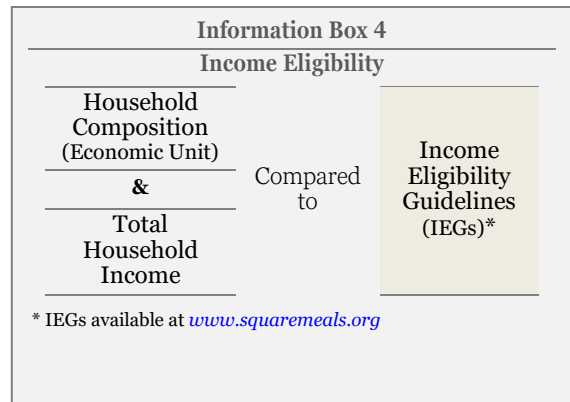 Information Box 4
Income Eligibility
Household
Composition
(Economic Unit)
&
Total
Household
Income
Compared
to
Income
Eligibility
Guidelines
(IEGs)*
* IEGs available at www.squaremeals.org